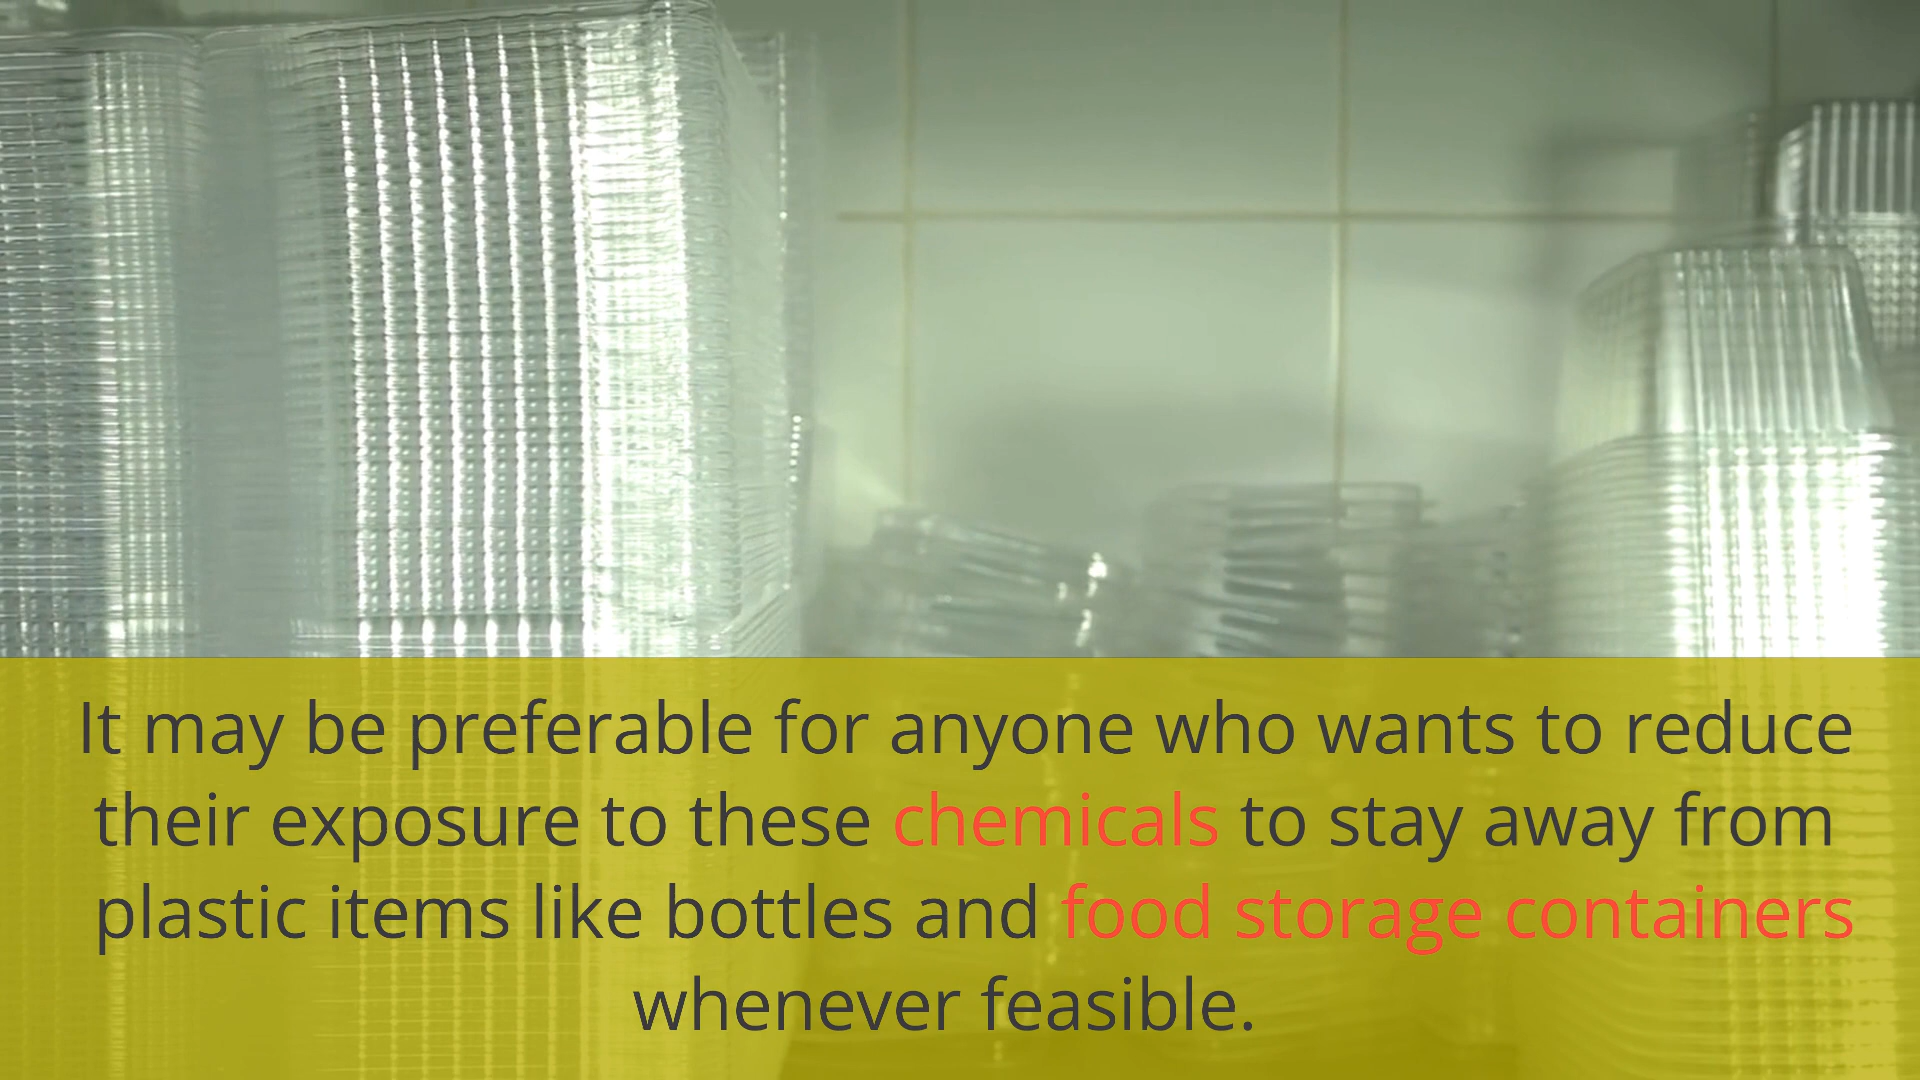 It may be preferable for anyone who wants to reduce
their exposure to these chemicals to stay away from
plastic items like bottles and food storage containers
whenever feasible.